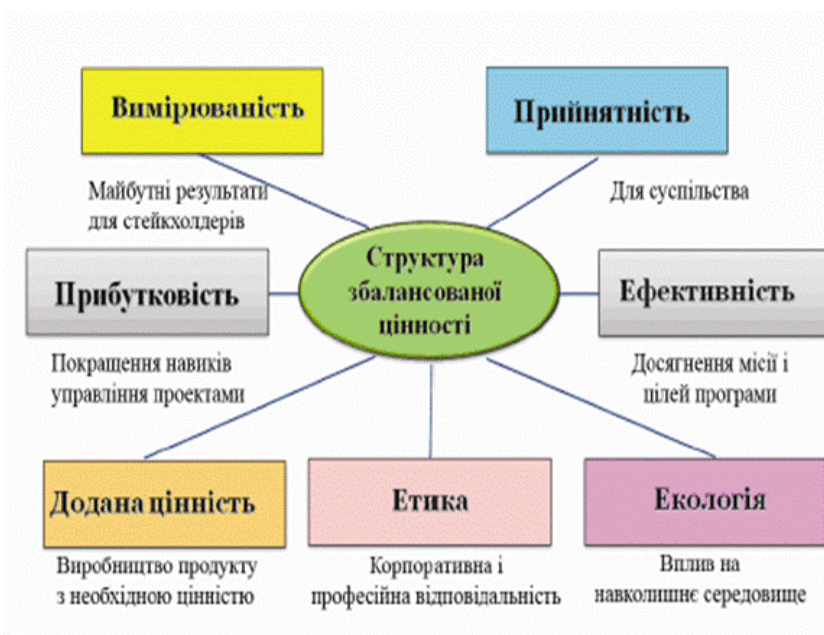 Вимірюваність
Майбутні результати
для стейкхолдерів
Прийнятність
Для суспільства
Структура
збалансованої
цінності
Прибутковість
Покращення навиків
управління проектами
Ефективність
Досягнення місії і
цілей програми
Додана цінність
Виробництво продукту
з необхідною цінністю
Етика
Корпоративна і
професійна відповідальність
Екологія
Вплив на
навколишнє середовище